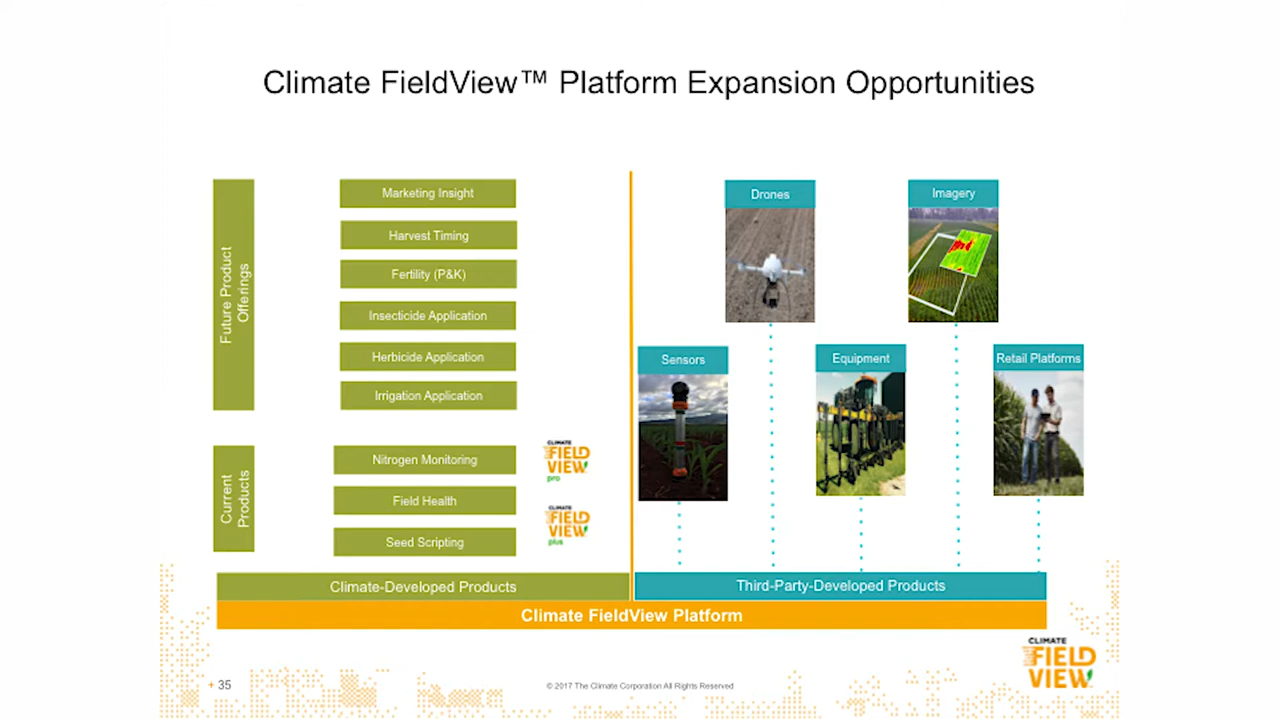 Climate FieldView™ Platform Expansion Opportunities
Future Product
Offerings
Marketing Insight
Harvest Timing
Fertility (P&K)
Insecticide Application
Herbicide Application
Irrigation Application
Current
Products
Nitrogen Monitoring
Field Health
Seed Scripting
CLIMATE
FIELD
VIEW
pro
CLIMATE
FIELD
VIEW
plus
Drones
Imagery
Sensors
Equipment
Retail Platforms
Climate-Developed Products
Third-Party-Developed Products
Climate FieldView Platform
CLIMATE
FIELD
VIEW
+ 35
© 2017 The Climate Corporation All Rights Reserved